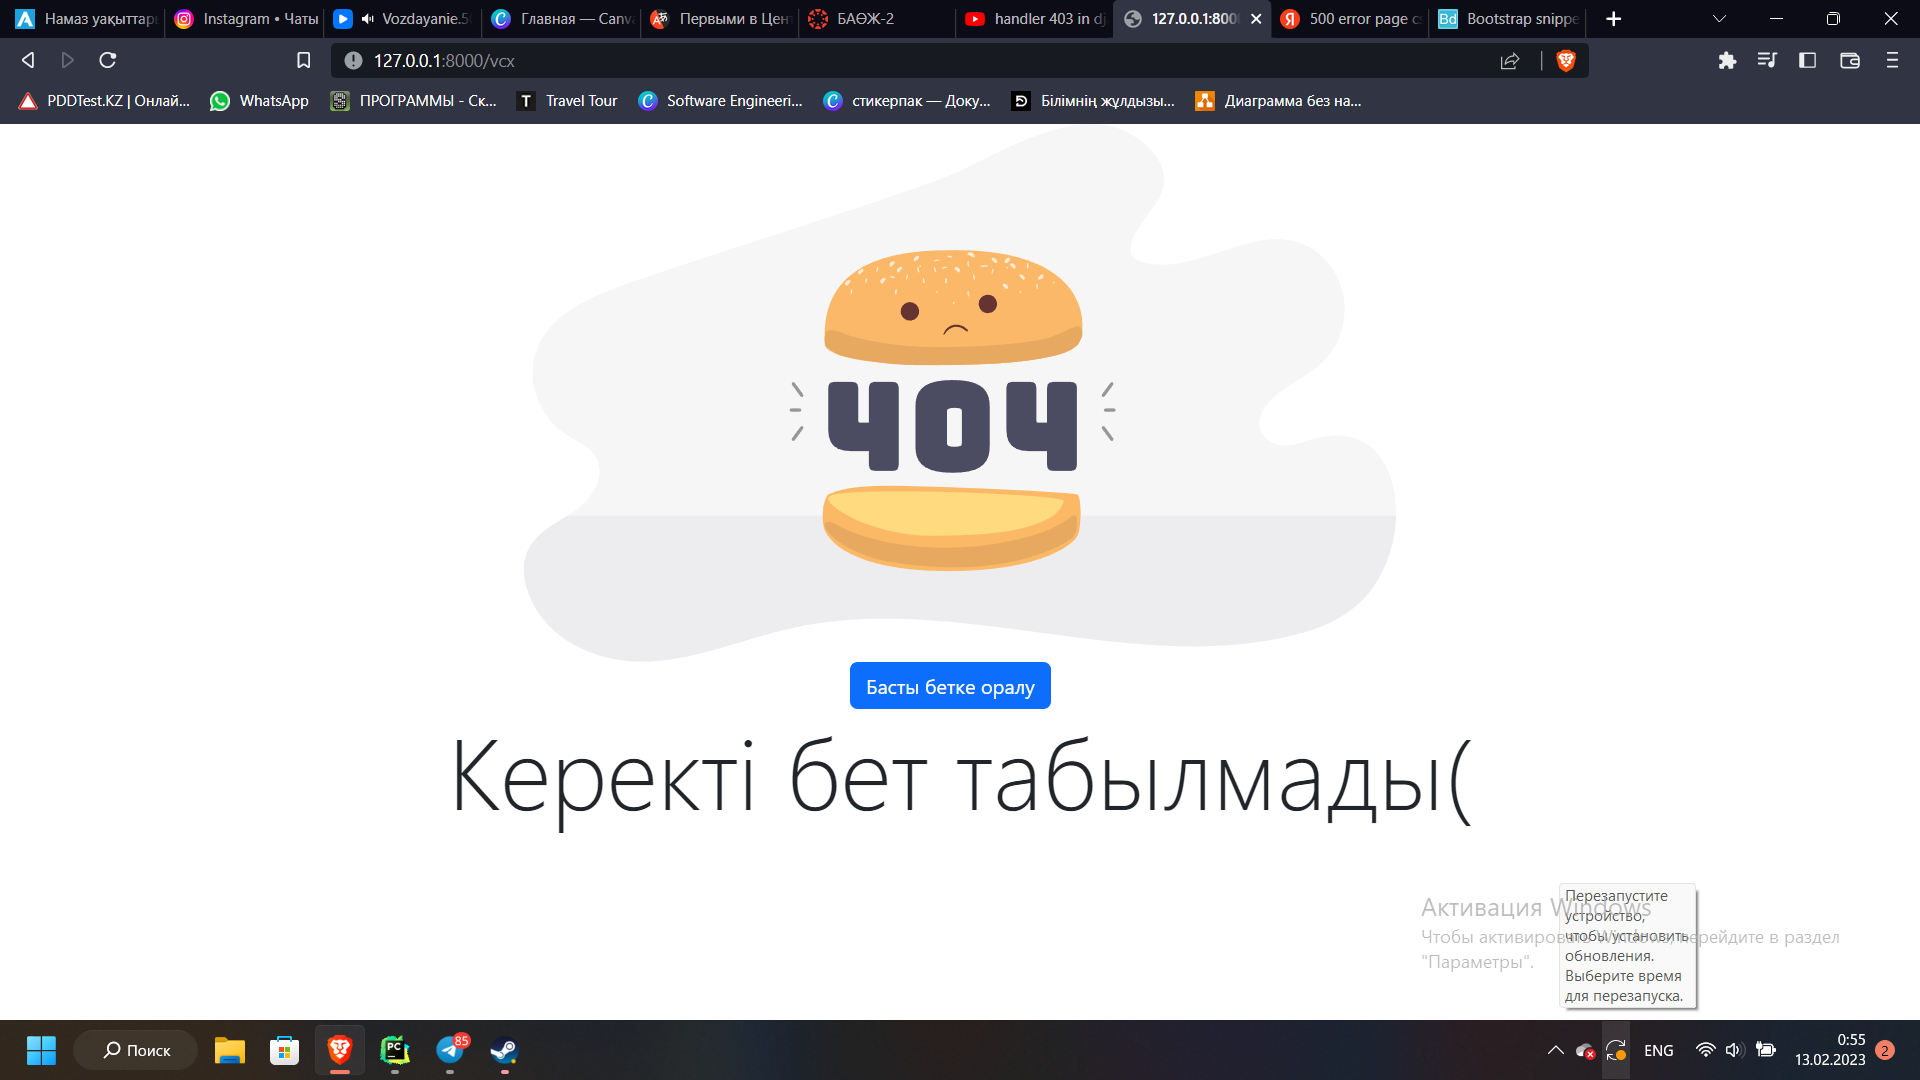 Намаз уақыттар
Instagram • Чаты
Vozdayanie.5
Главная — Canv
Первыми в Цен
БАӨЖ-2
handler 403 in dj
127.0.0.1:800
500 error page c
Bootstrap snippe
127.0.0.1:8000/vcx
PDDTest.KZ | Онлай...
WhatsApp
ПРОГРАММЫ - Ск...
Travel Tour
Software Engineeri...
стикерпак — Доку...
Білімнің жұлдызы...
Диаграмма без на...
404
Басты бетке оралу
Керекті бет табылмады(
Активация Windows
Чтобы активировать Windows, перейдите в раздел
"Параметры".
Перезапустите
устройство,
чтобы установить
обновления.
Выберите время
для перезапуска.
Поиск
PC
85
ENG
0:55
13.02.2023
2